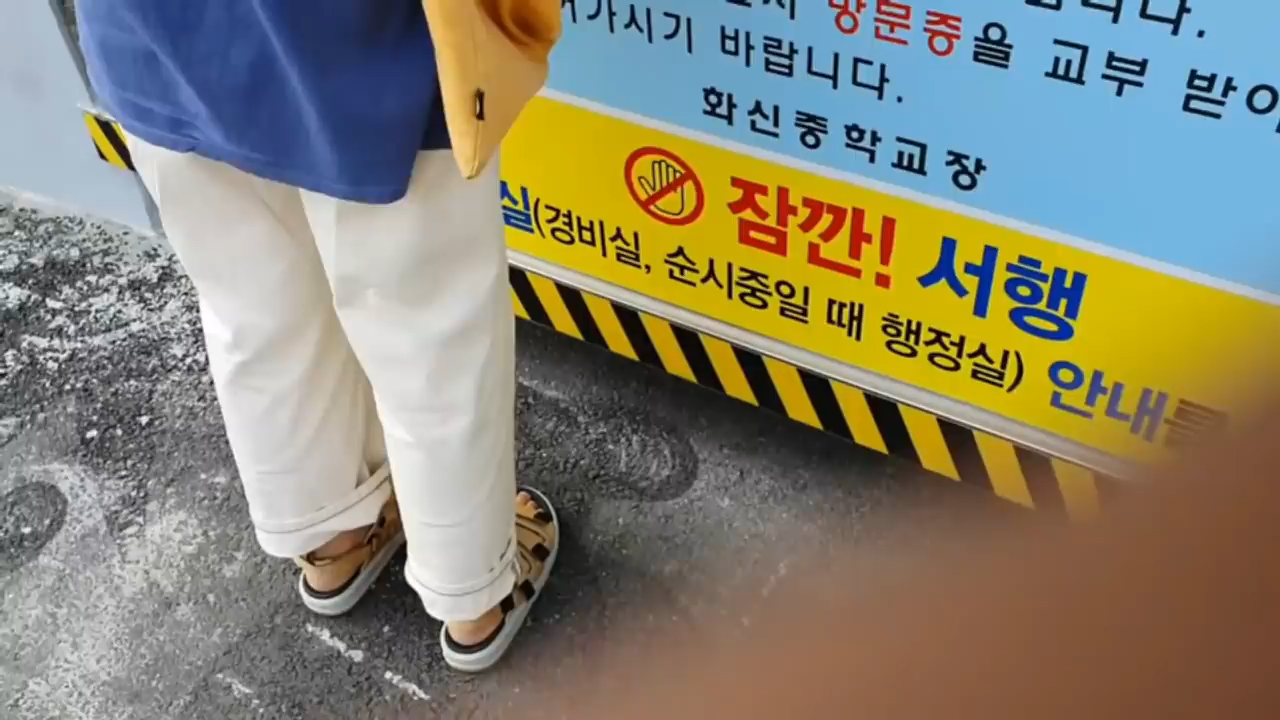 방문증을 교부 받아
가시기 바랍니다.
화신중학교장
잠깐! 서행
실(경비실, 순시중일 때 행정실) 안내를